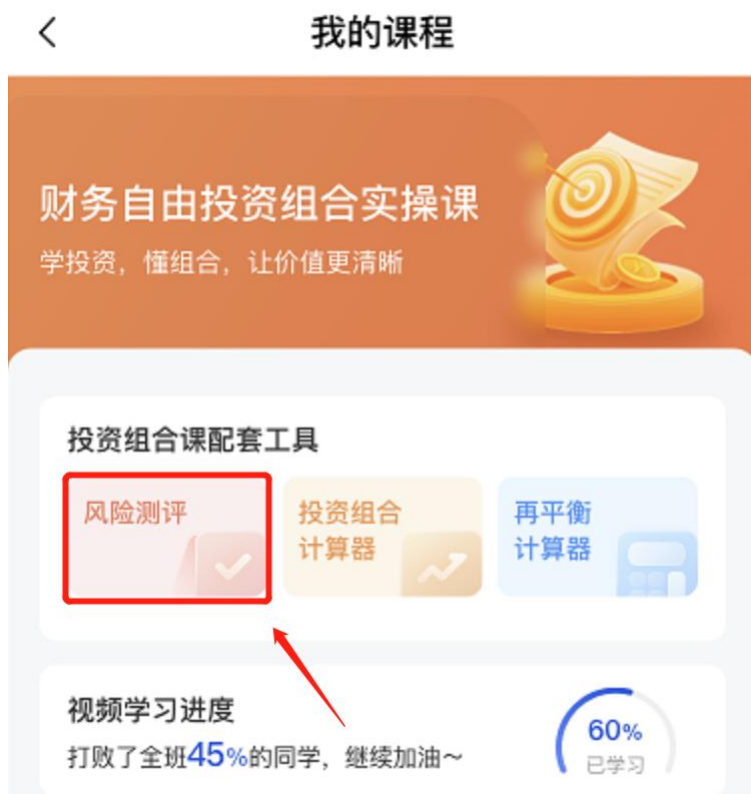 我的课程
财务自由投资组合实操课
学投资，懂组合，让价值更清晰
投资组合课配套工具
风险测评
投资组合
计算器
再平衡
计算器
视频学习进度
打败了全班45%的同学，继续加油～
60%
已学习